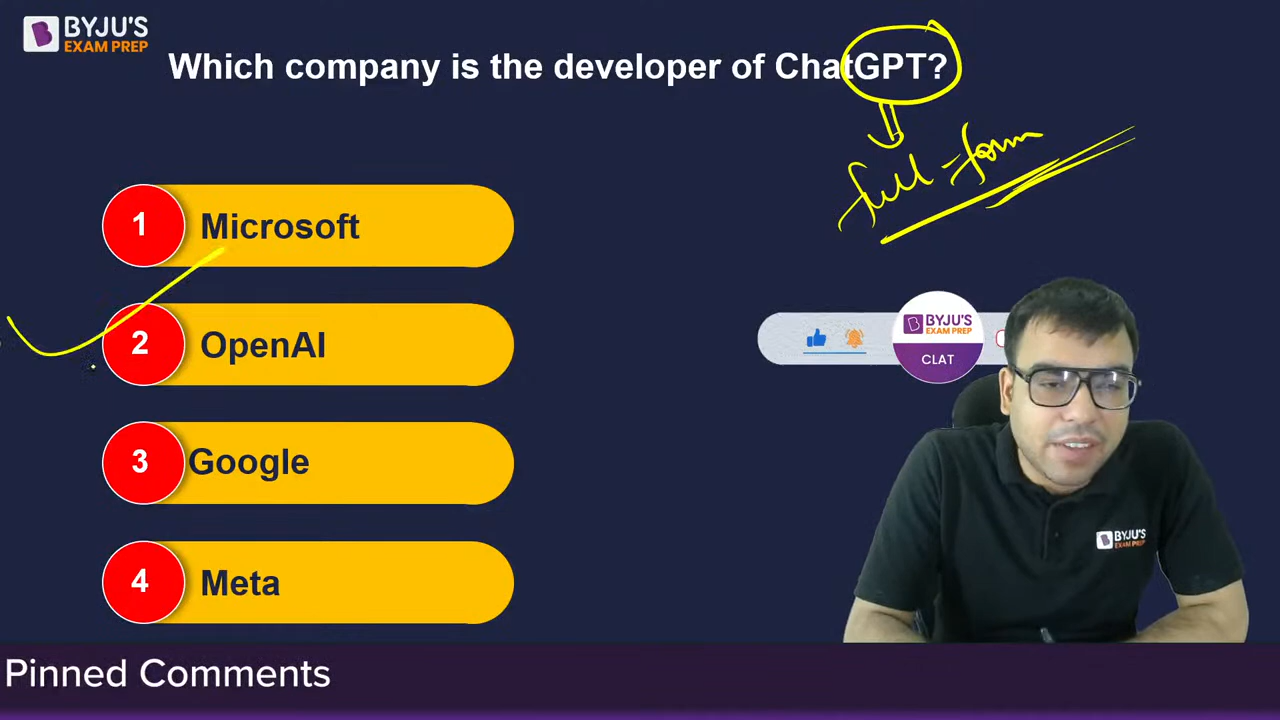 BYJU'S
EXAM PREP
Which company is the developer of ChatGPT?
full-form
1 Microsoft
2 OpenAI
3 Google
4 Meta
BYJU'S
EXAM PREP
CLAT
BYJU'S
EXAM PREP
Pinned Comments